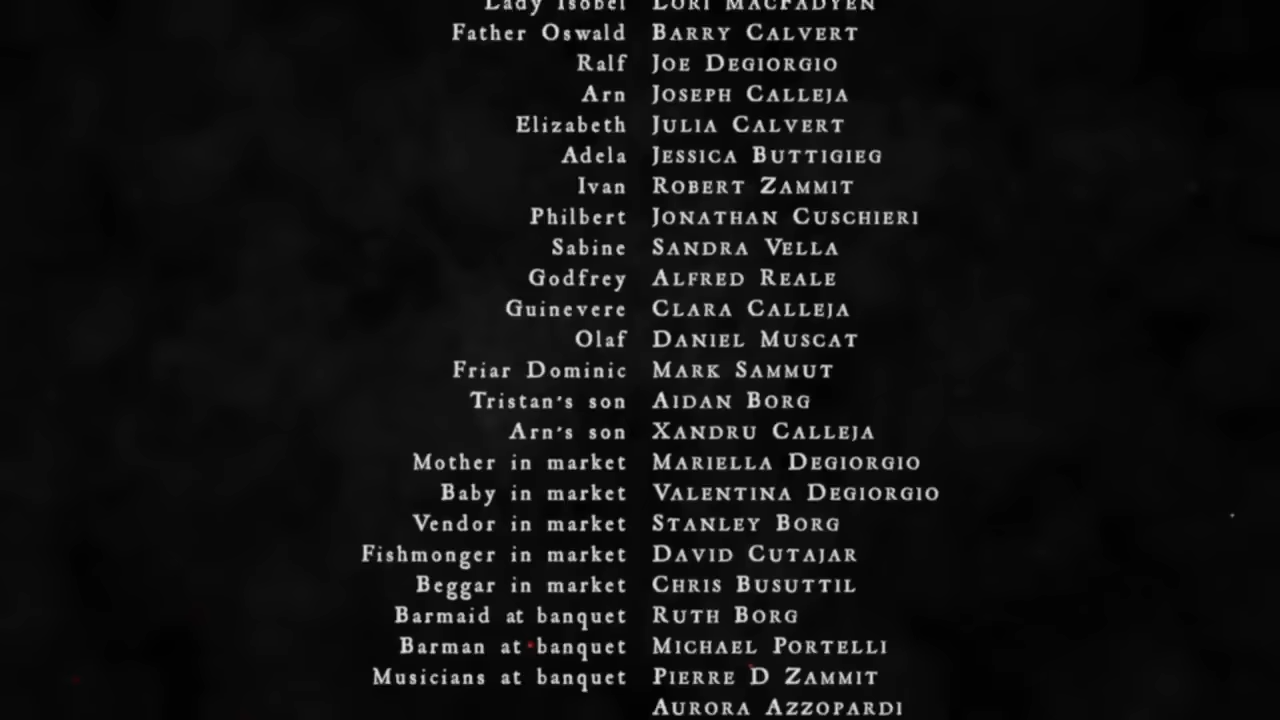 Lady Isobel LORI MACFADYEN
Father Oswald BARRY CALVERT
Ralf JOE DEGIORGIO
Arn JOSEPH CALLEJA
Elizabeth JULIA CALVERT
Adela JESSICA BUTTIGIEG
Ivan ROBERT ZAMMIT
Philbert JONATHAN CUSCHIERI
Sabine SANDRA VELLA
Godfrey ALFRED REALE
Guinevere CLARA CALLEJA
Olaf DANIEL MUSCAT
Friar Dominic MARK SAMMUT
Tristan's son AIDAN BORG
Arn's son XANDRU CALLEJA
Mother in market MARIELLA DEGIORGIO
Baby in market VALENTINA DEGIORGIO
Vendor in market STANLEY BORG
Fishmonger in market DAVID CUTAJAR
Beggar in market CHRIS BUSUTTIL
Barmaid at banquet RUTH BORG
Barman at banquet MICHAEL PORTELLI
Musicians at banquet PIERRE D ZAMMIT
AURORA AZZOPARDI